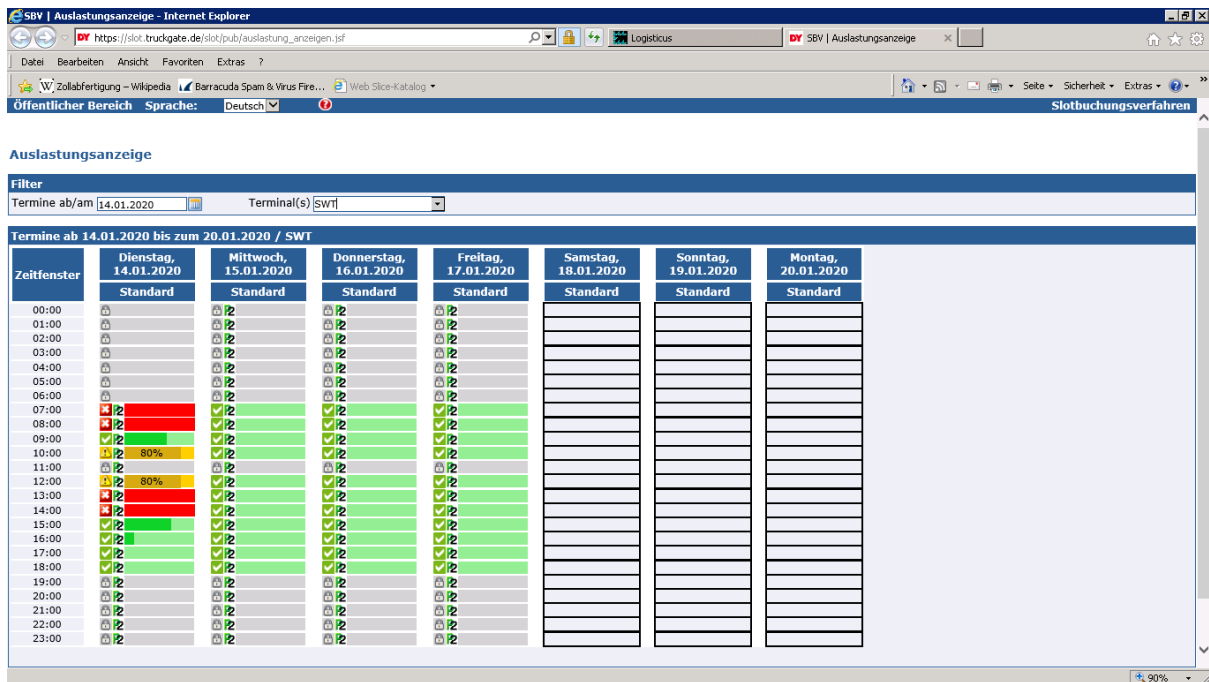 SBV | Auslastungsanzeige - Internet Explorer
https://slot.truckgate.de/slot/pub/auslastung_anzeigen.jsf
Logisticus
DY SBV | Auslastungsanzeige
Datei Bearbeiten Ansicht Favoriten Extras ?
W Zollabfertigung – Wikipedia Barracuda Spam & Virus Fire... Web Slice-Katalog
Seite Sicherheit Extras
Öffentlicher Bereich Sprache: Deutsch Slotbuchungsverfahren
Auslastungsanzeige
Filter
Termine ab/am 14.01.2020 Terminal(s) SWT
Termine ab 14.01.2020 bis zum 20.01.2020 / SWT
Zeitfenster
Dienstag, 14.01.2020 Mittwoch, 15.01.2020 Donnerstag, 16.01.2020 Freitag, 17.01.2020 Samstag, 18.01.2020 Sonntag, 19.01.2020 Montag, 20.01.2020
Standard Standard Standard Standard Standard Standard Standard
00:00
01:00
02:00
03:00
04:00
05:00
06:00
07:00
08:00
09:00
10:00 80%
11:00
12:00 80%
13:00
14:00
15:00
16:00
17:00
18:00
19:00
20:00
21:00
22:00
23:00
90%